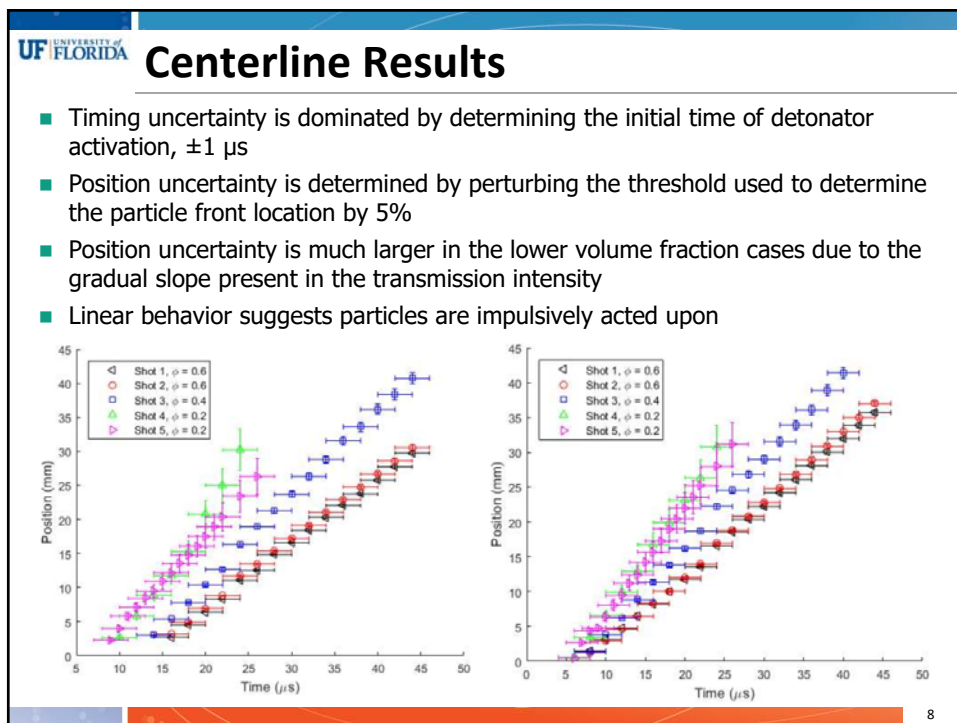 UF UNIVERSITY of
FLORIDA
Centerline Results
Timing uncertainty is dominated by determining the initial time of detonator
activation, ±1 µs
Position uncertainty is determined by perturbing the threshold used to determine
the particle front location by 5%
Position uncertainty is much larger in the lower volume fraction cases due to the
gradual slope present in the transmission intensity
Linear behavior suggests particles are impulsively acted upon
45
40
35
30
25
20
15
10
5
0
Position (mm)
Shot 1, ϕ = 0.6
Shot 2, ϕ = 0.6
Shot 3, ϕ = 0.4
Shot 4, ϕ = 0.2
Shot 5, ϕ = 0.2
5 10 15 20 25 30 35 40 45 50
Time (µs)
45
40
35
30
25
20
15
10
5
0
Position (mm)
Shot 1, ϕ = 0.6
Shot 2, ϕ = 0.6
Shot 3, ϕ = 0.4
Shot 4, ϕ = 0.2
Shot 5, ϕ = 0.2
0 5 10 15 20 25 30 35 40 45 50
Time (µs)
8